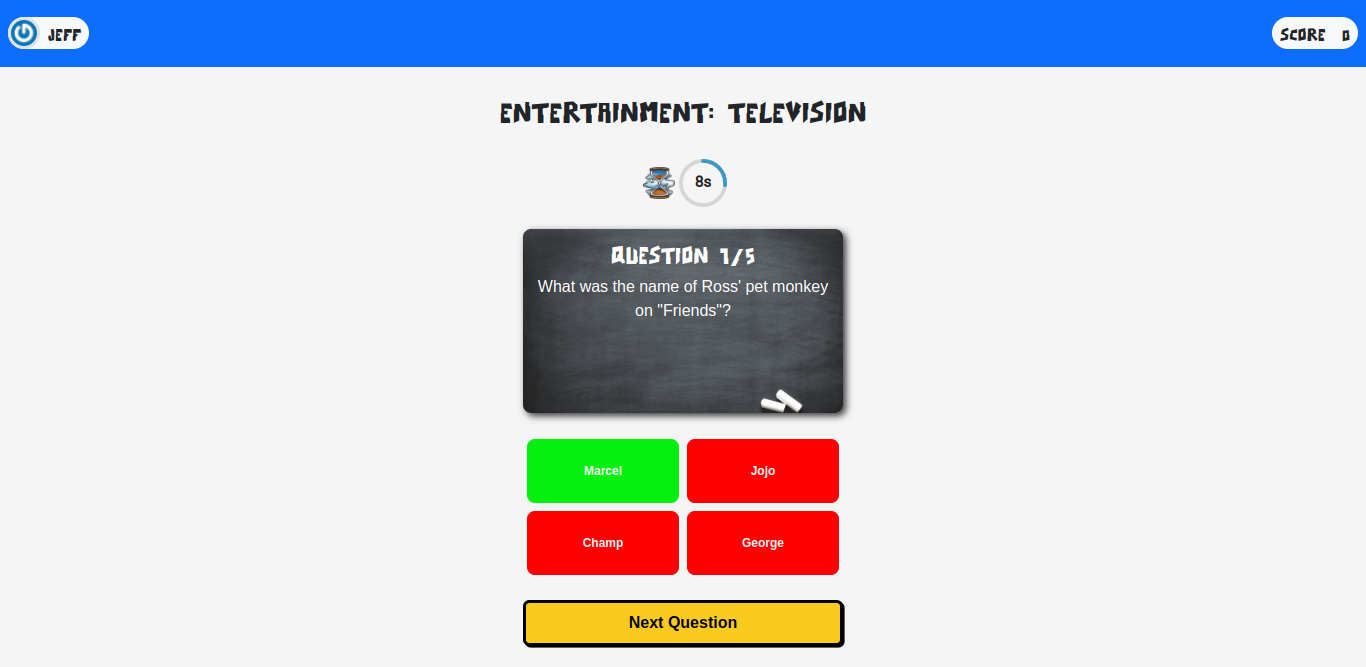 JEFF
SCORE 0
ENTERTAINMENT: TELEVISION
8s
QUESTION 1/5
What was the name of Ross' pet monkey
on "Friends"?
Marcel
Jojo
Champ
George
Next Question